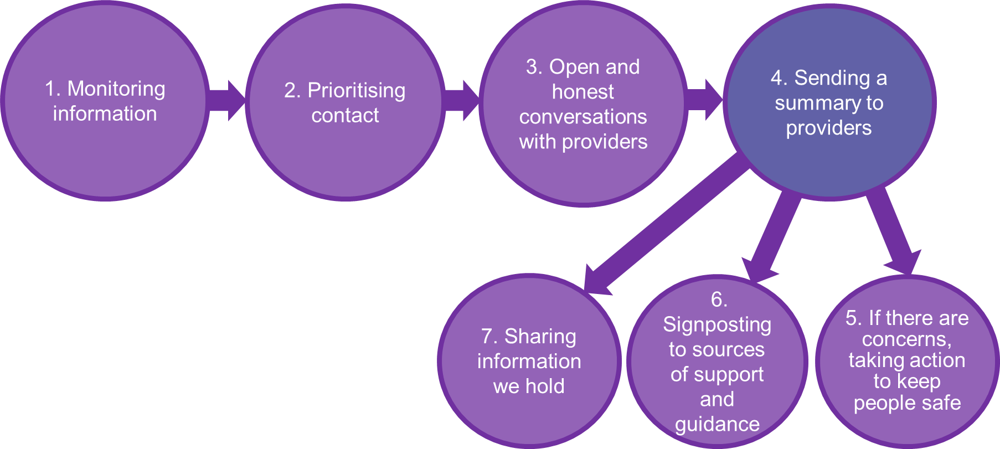 1. Monitoring
information
2. Prioritising
contact
3. Open and
honest
conversations
with providers
4. Sending a
summary to
providers
5. If there are
concerns,
taking action
to keep
people safe
6.
Signposting
to sources
of support
and
guidance
7. Sharing
information
we hold